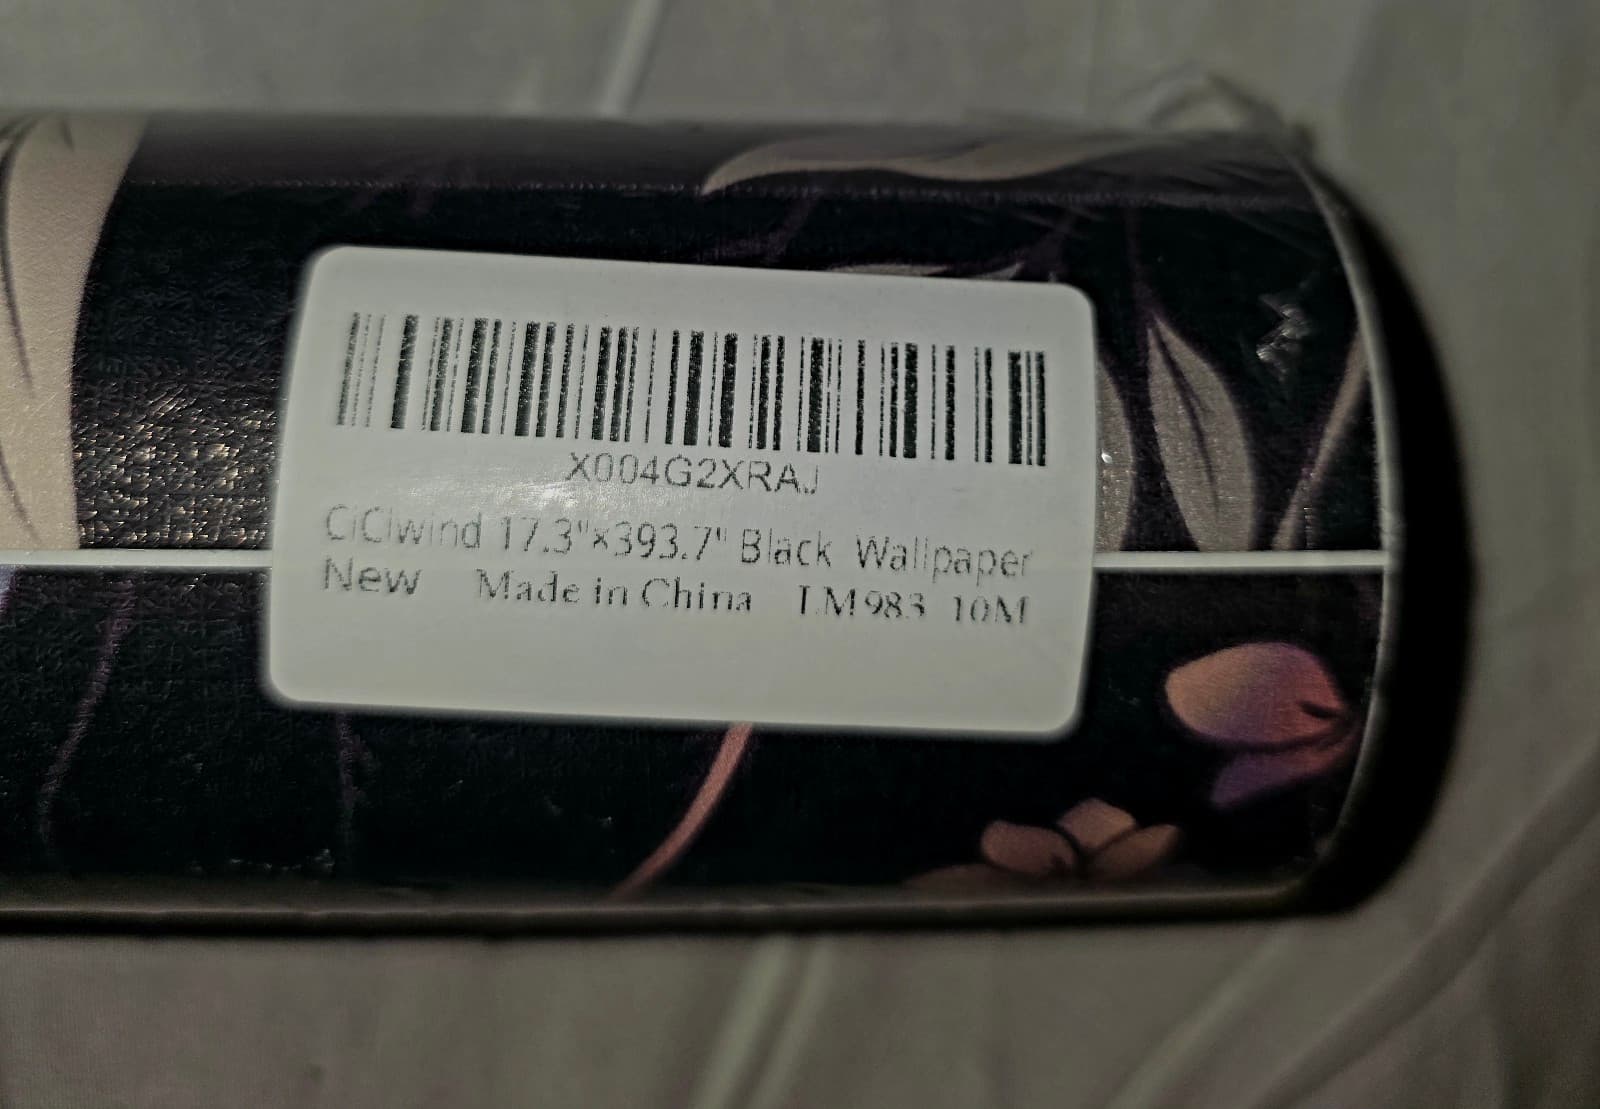 X004G2XRAJ
CiCiwind 17.3"×393.7" Black Wallpaper
New Made in China LM983 10M